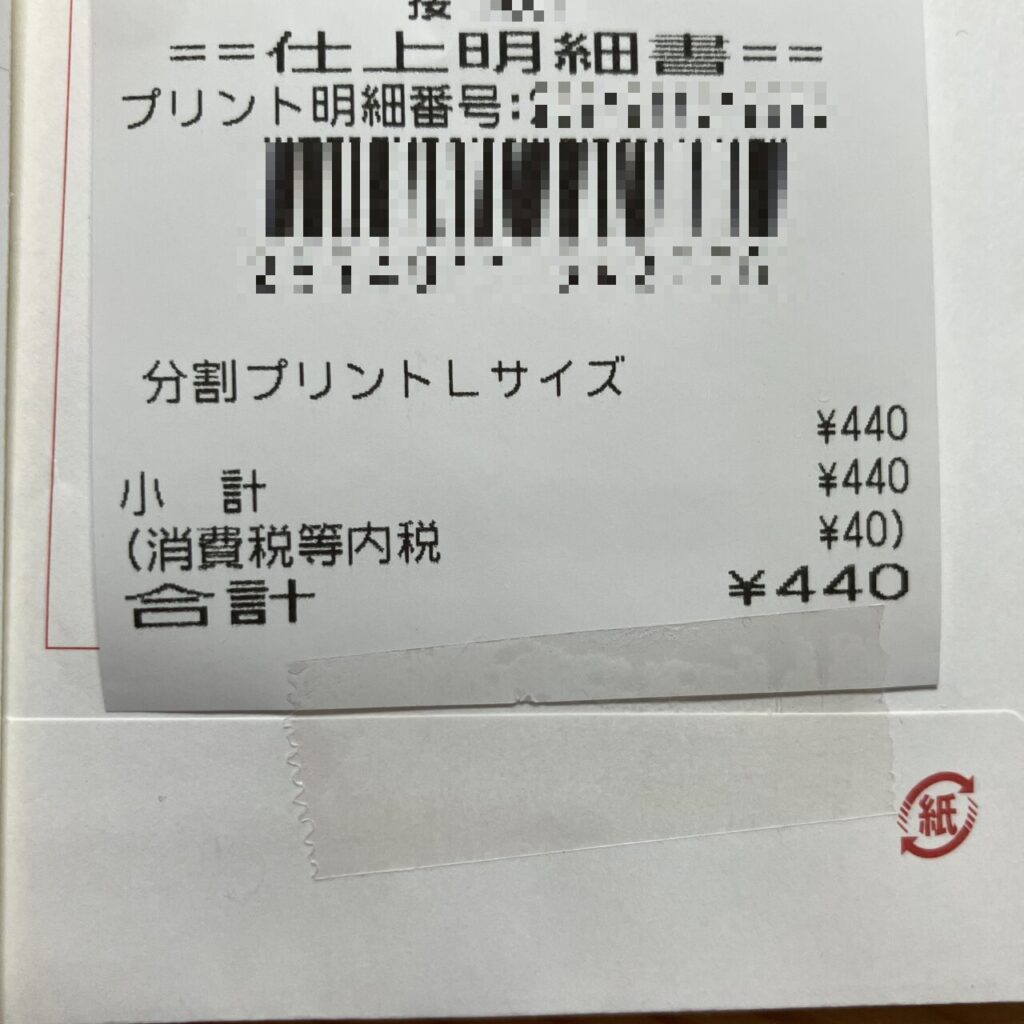 接
==仕上明細書==
プリント明細番号:
分割プリントLサイズ
¥440
小 計 ¥440
(消費税等内税 ¥40)
合計 ¥440
紙